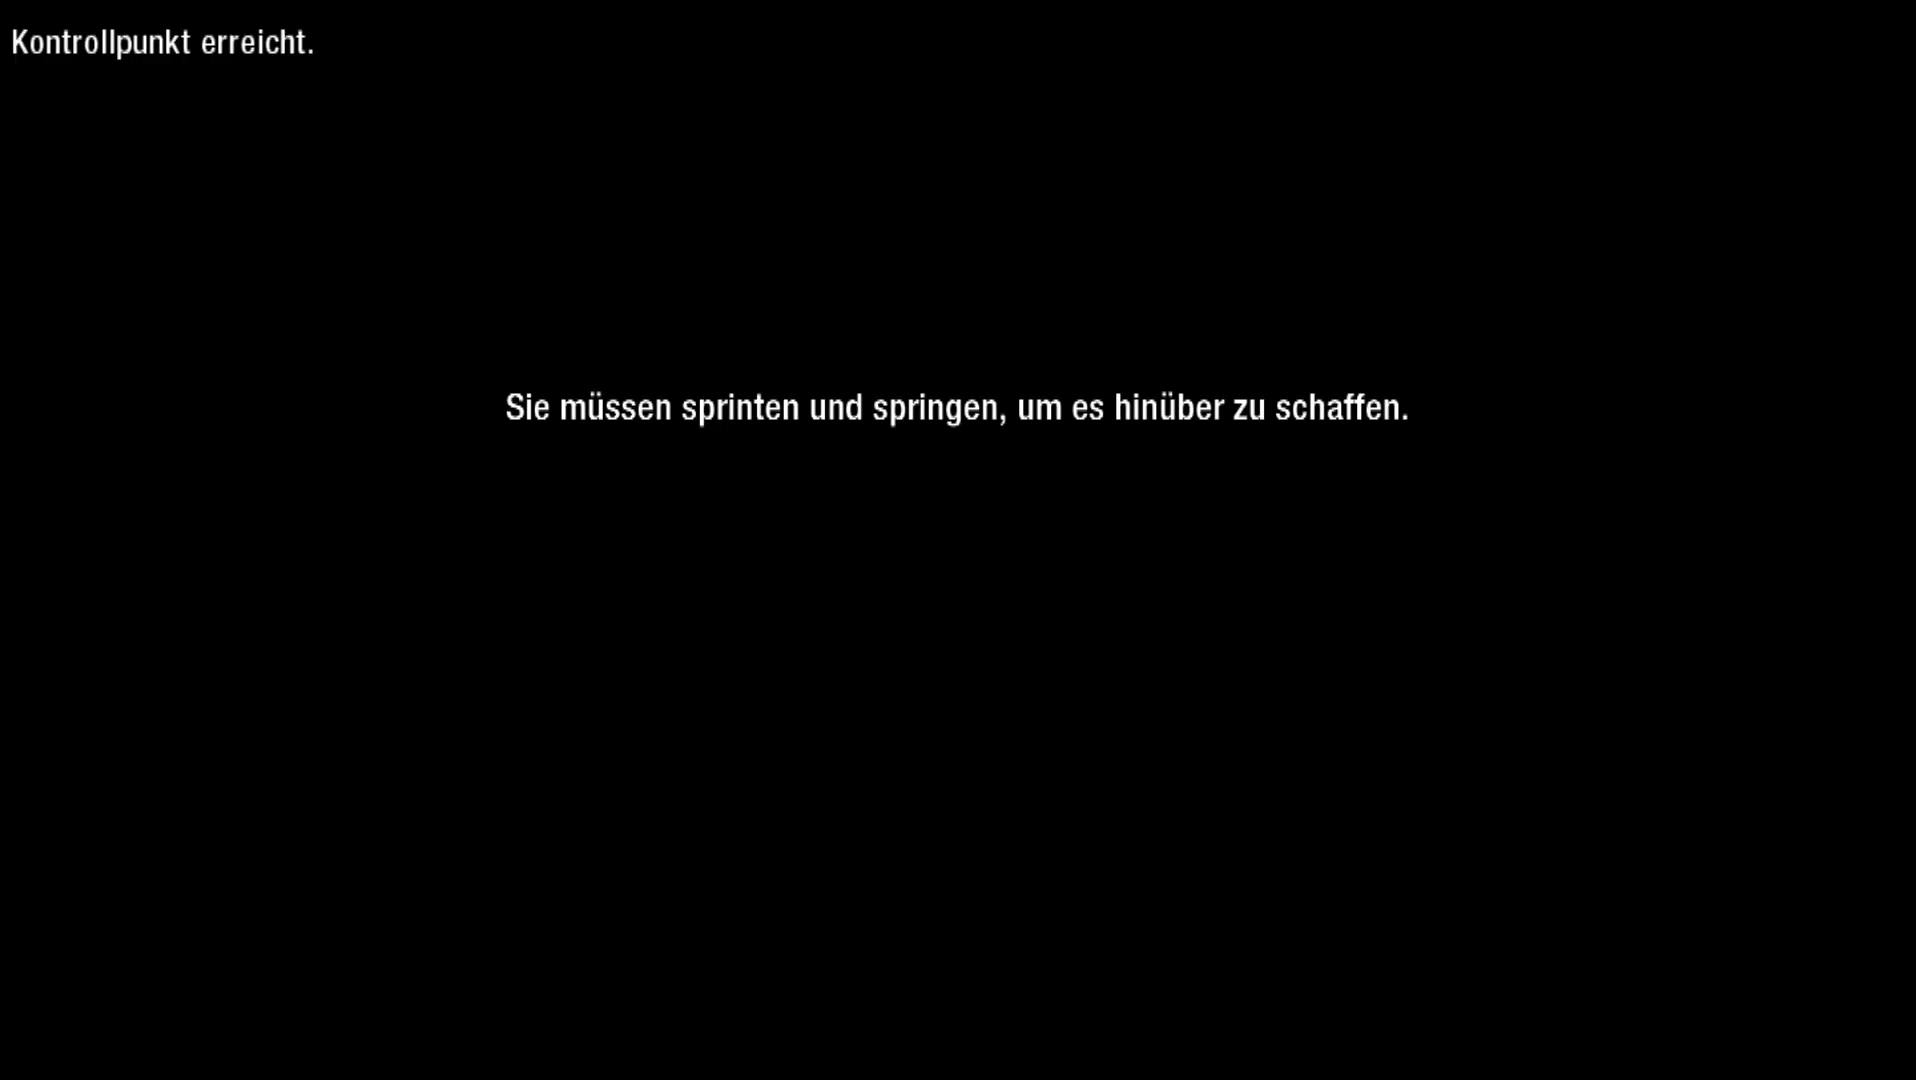 Kontrollpunkt erreicht.
Sie müssen sprinten und springen, um es hinüber zu schaffen.